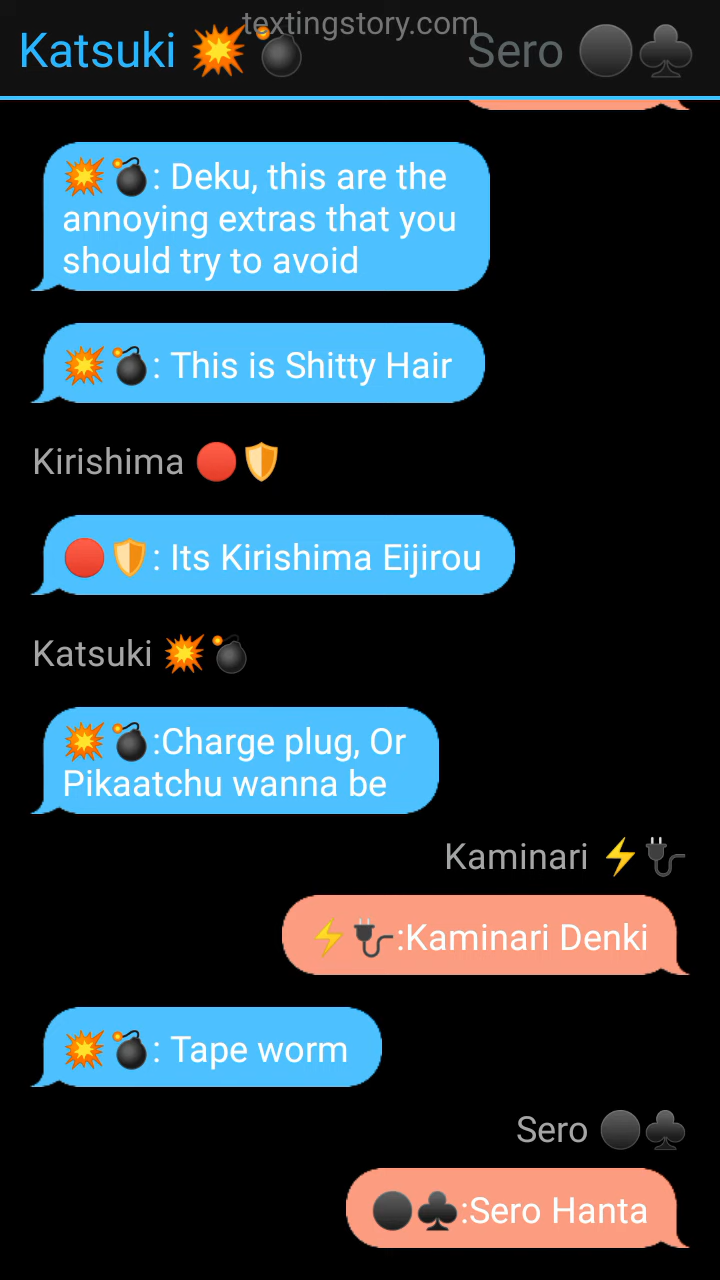 textingstory.com
Katsuki 💥💣 Sero ⚫♣
💥💣: Deku, this are the
annoying extras that you
should try to avoid
💥💣: This is Shitty Hair
Kirishima 🔴🛡
🔴🛡: Its Kirishima Eijirou
Katsuki 💥💣
💥💣:Charge plug, Or
Pikaatchu wanna be
Kaminari ⚡🔌
⚡🔌:Kaminari Denki
💥💣: Tape worm
Sero ⚫♣
⚫♣:Sero Hanta